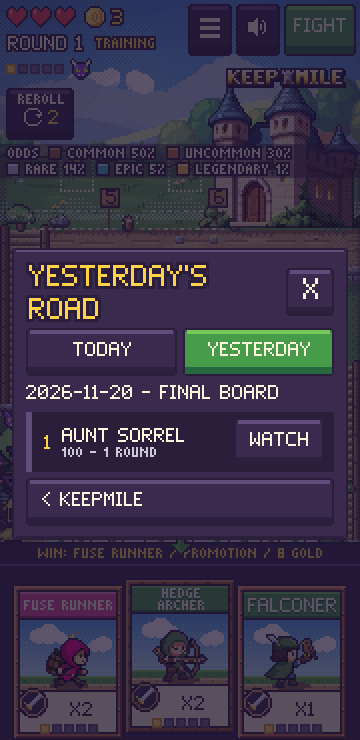 3
FIGHT
ROUND 1 TRAINING
KEEPMILE
REROLL
2
ODDS COMMON 50% UNCOMMON 30%
RARE 14% EPIC 5% LEGENDARY 1%
5 6
YESTERDAY'S
ROAD
X
TODAY YESTERDAY
2026-11-20 - FINAL BOARD
1 AUNT SORREL
100 - 1 ROUND
WATCH
< KEEPMILE
WIN: FUSE RUNNER / PROMOTION / 8 GOLD
FUSE RUNNER
HEDGE
ARCHER
FALCONER
X2
X2
X1